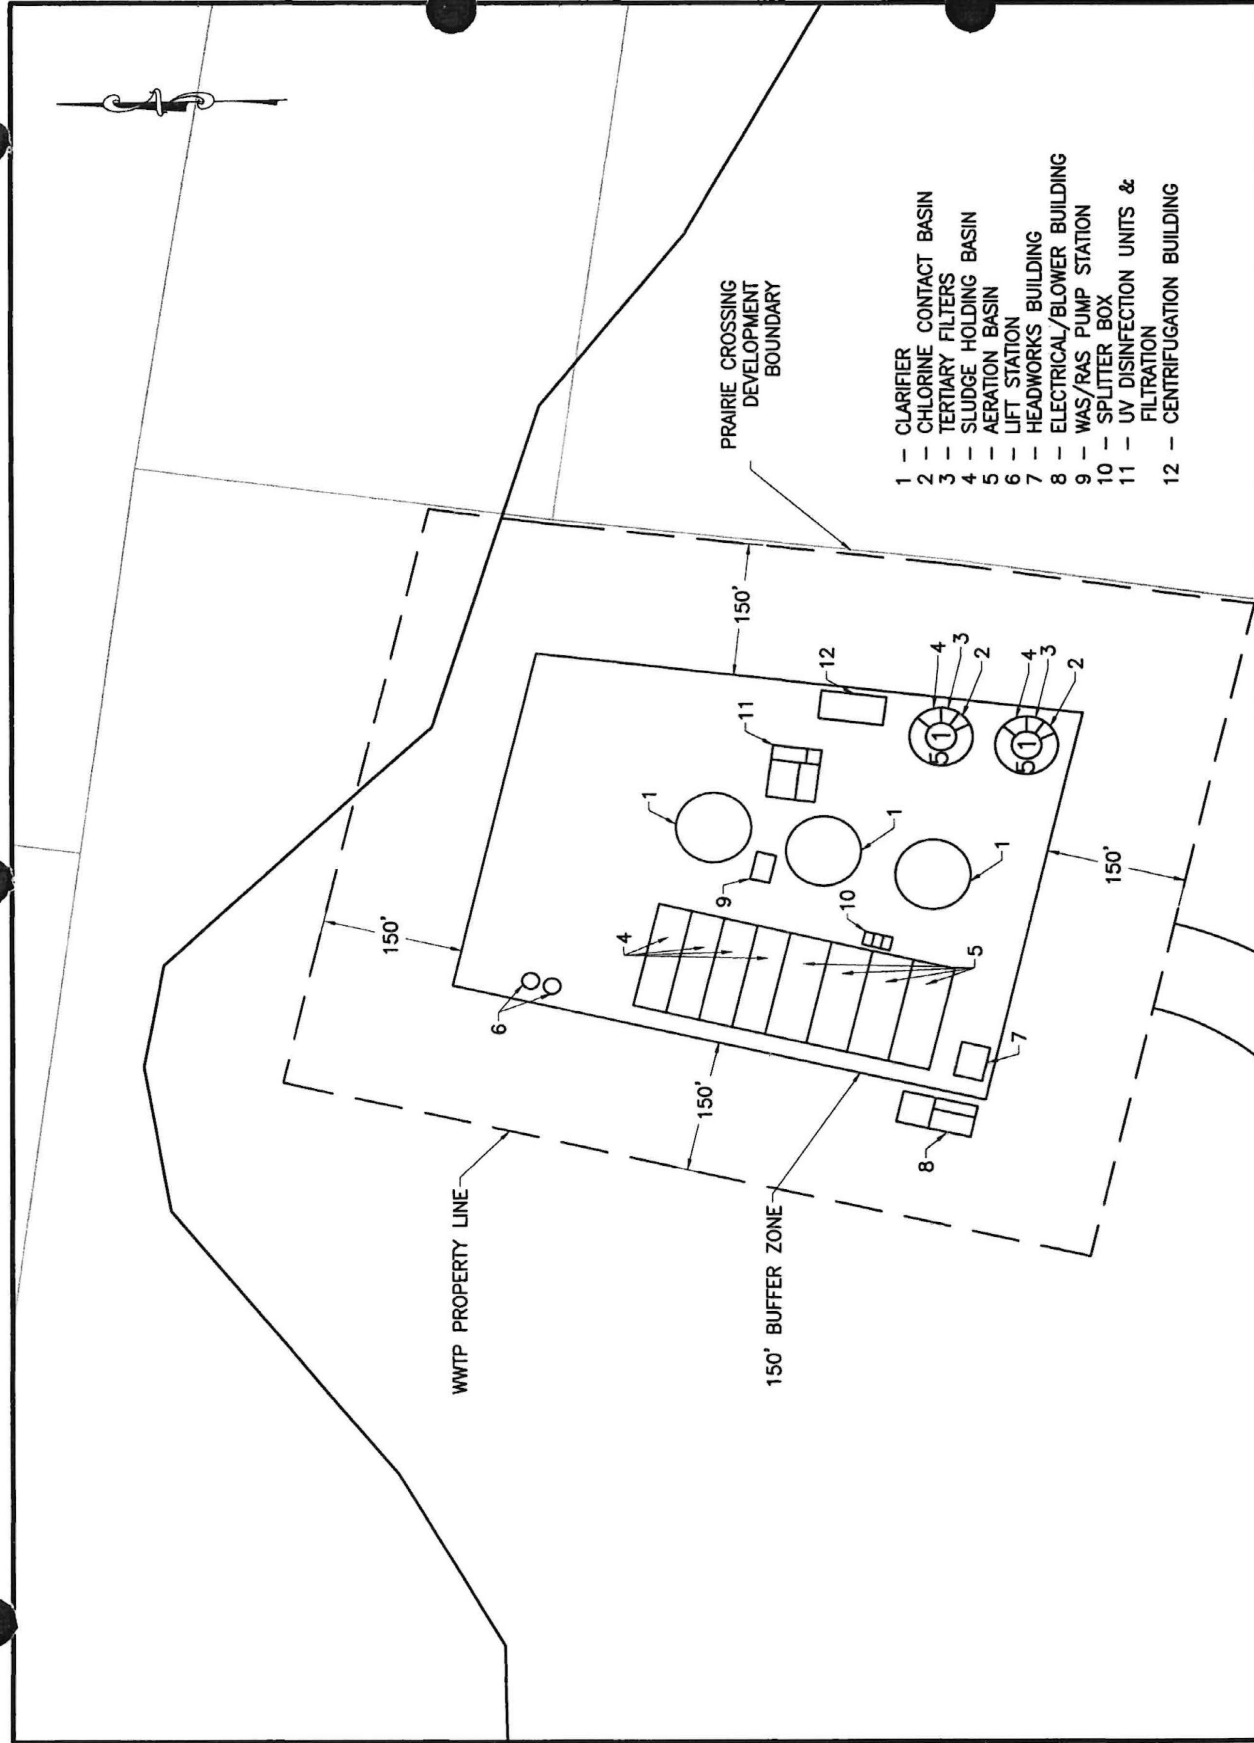 N
PRAIRIE CROSSING
DEVELOPMENT
BOUNDARY
1 - CLARIFIER
2 - CHLORINE CONTACT BASIN
3 - TERTIARY FILTERS
4 - SLUDGE HOLDING BASIN
5 - AERATION BASIN
6 - LIFT STATION
7 - HEADWORKS BUILDING
8 - ELECTRICAL/BLOWER BUILDING
9 - WAS/RAS PUMP STATION
10 - SPLITTER BOX
11 - UV DISINFECTION UNITS &
FILTRATION
12 - CENTRIFUGATION BUILDING
WWTP PROPERTY LINE
150' BUFFER ZONE
150'
150'
150'
150'
6
4
9
1
11
12
1
10
1
5
7
8
4
3
2
5
1
4
3
2
5
1